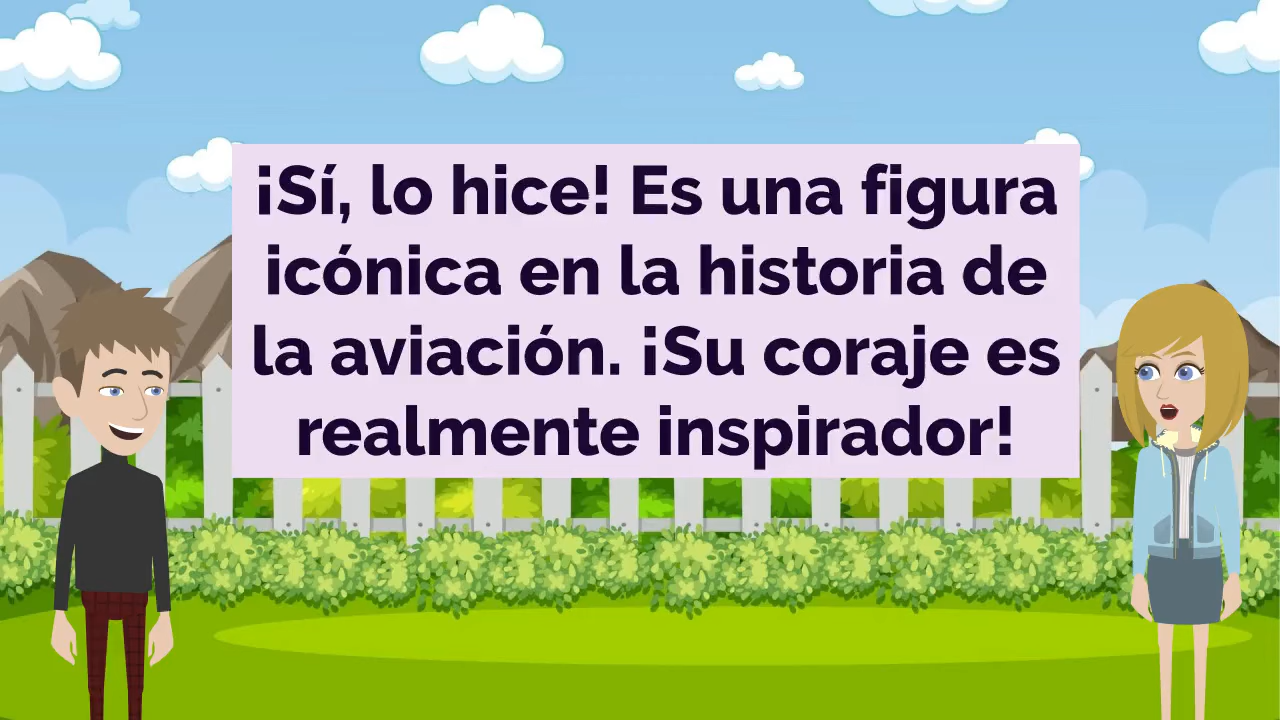 ¡Sí, lo hice! Es una figura
icónica en la historia de
la aviación. ¡Su coraje es
realmente inspirador!